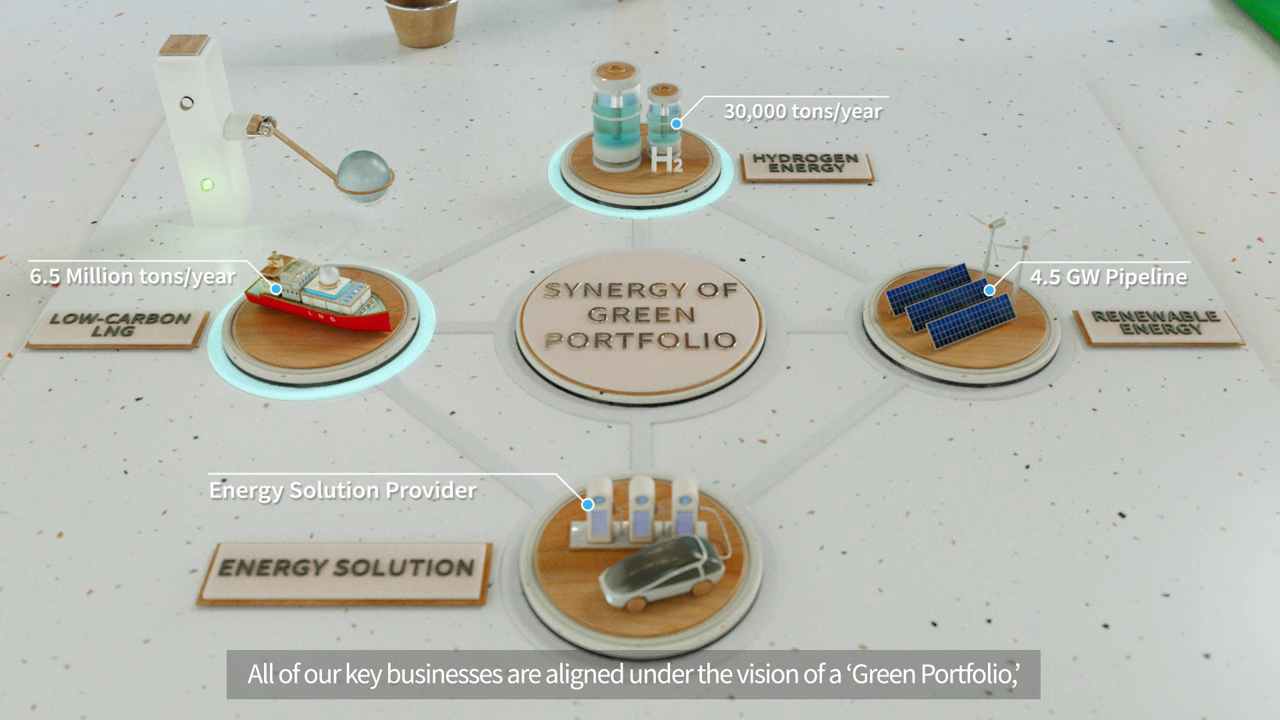 30,000 tons/year
H₂
HYDROGEN
ENERGY
6.5 Million tons/year
LOW-CARBON
LNG
LNG
SYNERGY OF
GREEN
PORTFOLIO
4.5 GW Pipeline
RENEWABLE
ENERGY
Energy Solution Provider
ENERGY SOLUTION
All of our key businesses are aligned under the vision of a ‘Green Portfolio,’